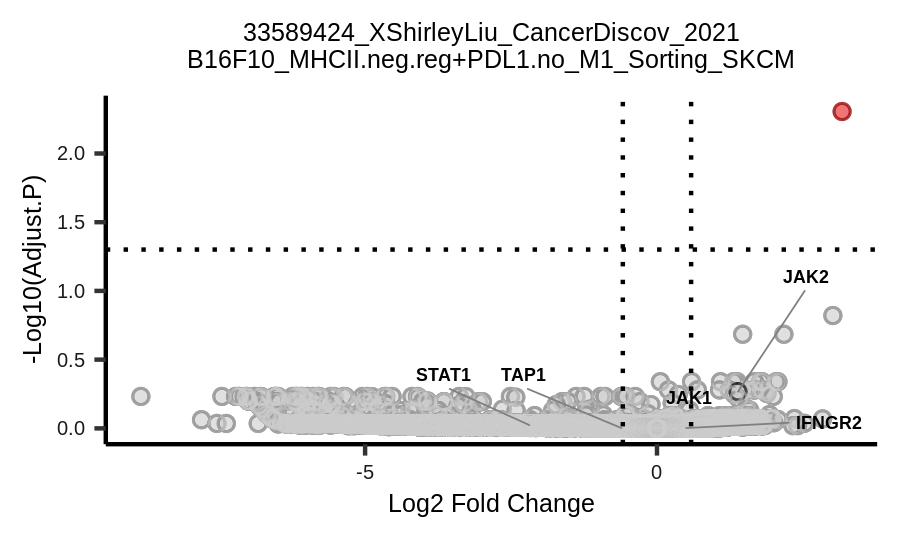 33589424_XShirleyLiu_CancerDiscov_2021
B16F10_MHCII.neg.reg+PDL1.no_M1_Sorting_SKCM
-Log10(Adjust.P)
2.0
1.5
1.0
0.5
0.0
JAK2
STAT1
TAP1
JAK1
IFNGR2
-5
0
Log2 Fold Change